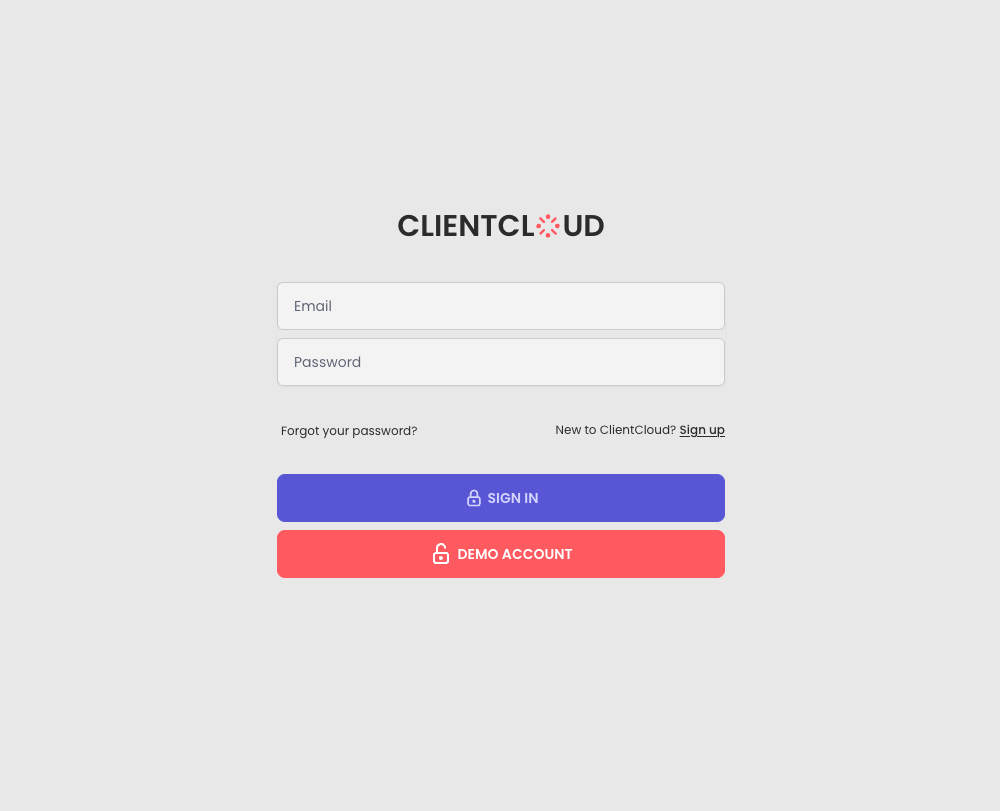 CLIENTCLOUD
Email
Password
Forgot your password?
New to ClientCloud? Sign up
SIGN IN
DEMO ACCOUNT